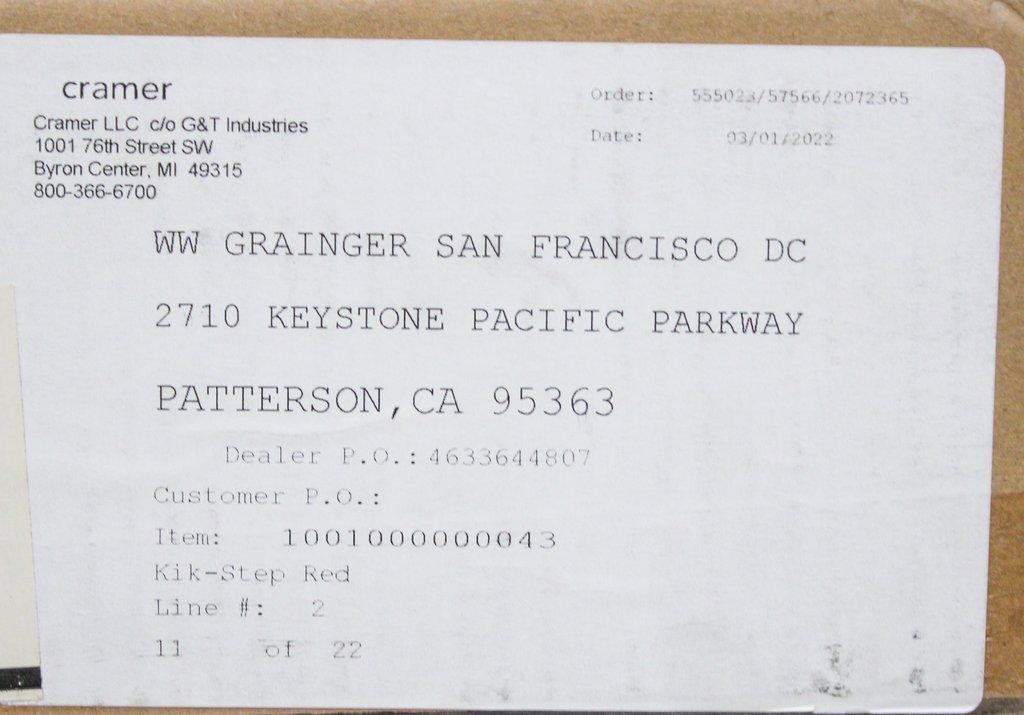 cramer
Cramer LLC c/o G&T Industries
1001 76th Street SW
Byron Center, MI 49315
800-366-6700
Order: 555023/57566/2072365
Date: 03/01/2022
WW GRAINGER SAN FRANCISCO DC
2710 KEYSTONE PACIFIC PARKWAY
PATTERSON,CA 95363
Dealer P.O.: 4633644807
Customer P.O.:
Item: 1001000000043
Kik-Step Red
Line #: 2
11 of 22